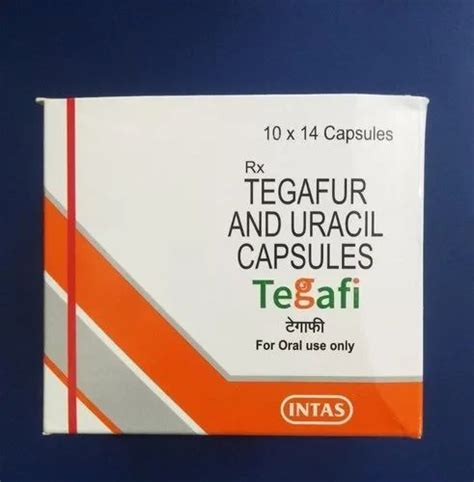 10 x 14 Capsules
Rx
TEGAFUR
AND URACIL
CAPSULES
Tegafi
टेगाफी
For Oral use only
INTAS